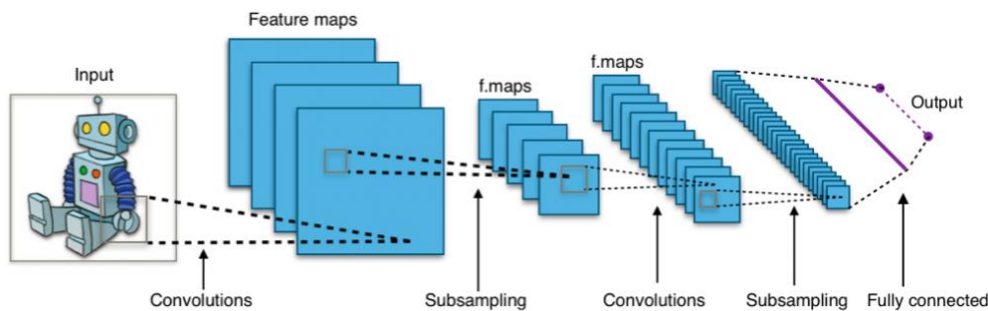 Feature maps
Input
f.maps
f.maps
Output
Convolutions
Subsampling
Convolutions
Subsampling
Fully connected